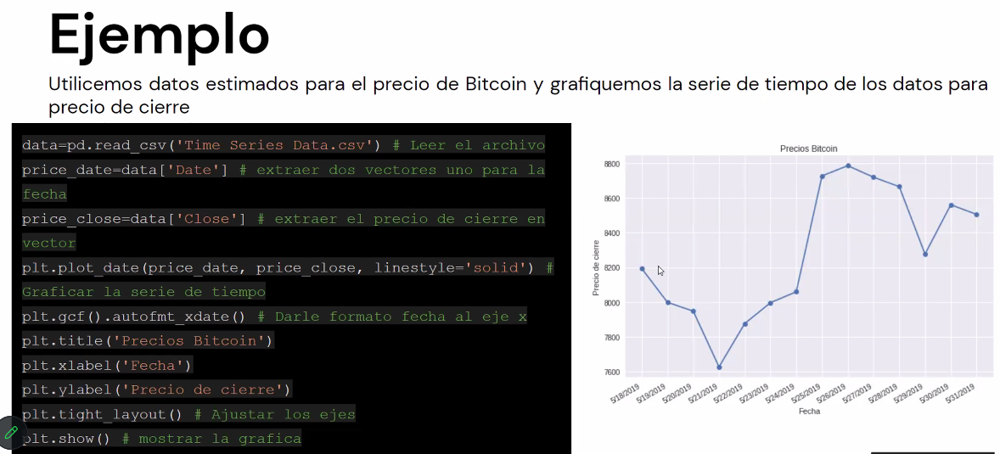 Ejemplo
Utilicemos datos estimados para el precio de Bitcoin y grafiquemos la serie de tiempo de los datos para
precio de cierre
data=pd.read_csv('Time Series Data.csv') # Leer el archivo
price_date=data['Date'] # extraer dos vectores uno para la
fecha
price_close=data['Close'] # extraer el precio de cierre en
vector
plt.plot_date(price_date, price_close, linestyle='solid') #
Graficar la serie de tiempo
plt.gcf().autofmt_xdate() # Darle formato fecha al eje x
plt.title('Precios Bitcoin')
plt.xlabel('Fecha')
plt.ylabel('Precio de cierre')
plt.tight_layout() # Ajustar los ejes
plt.show() # mostrar la grafica
Precios Bitcoin
Precio de cierre
8800
8600
8400
8200
8000
7800
7600
5/18/2019
5/19/2019
5/20/2019
5/21/2019
5/22/2019
5/23/2019
5/24/2019
5/25/2019
5/26/2019
5/27/2019
5/28/2019
5/29/2019
5/30/2019
5/31/2019
Fecha